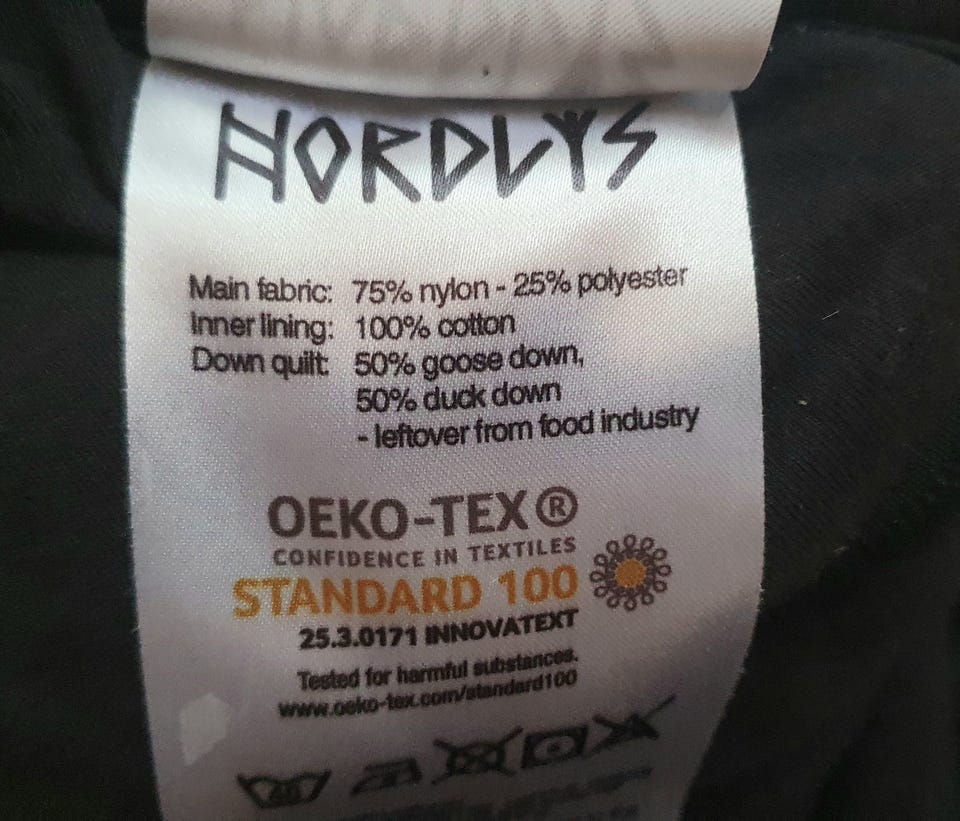 NORDLYS
Main fabric: 75% nylon - 25% polyester
Inner lining: 100% cotton
Down quilt: 50% goose down,
50% duck down
- leftover from food industry
OEKO-TEX®
CONFIDENCE IN TEXTILES
STANDARD 100
25.3.0171 INNOVATEXT
Tested for harmful substances.
www.oeko-tex.com/standard100